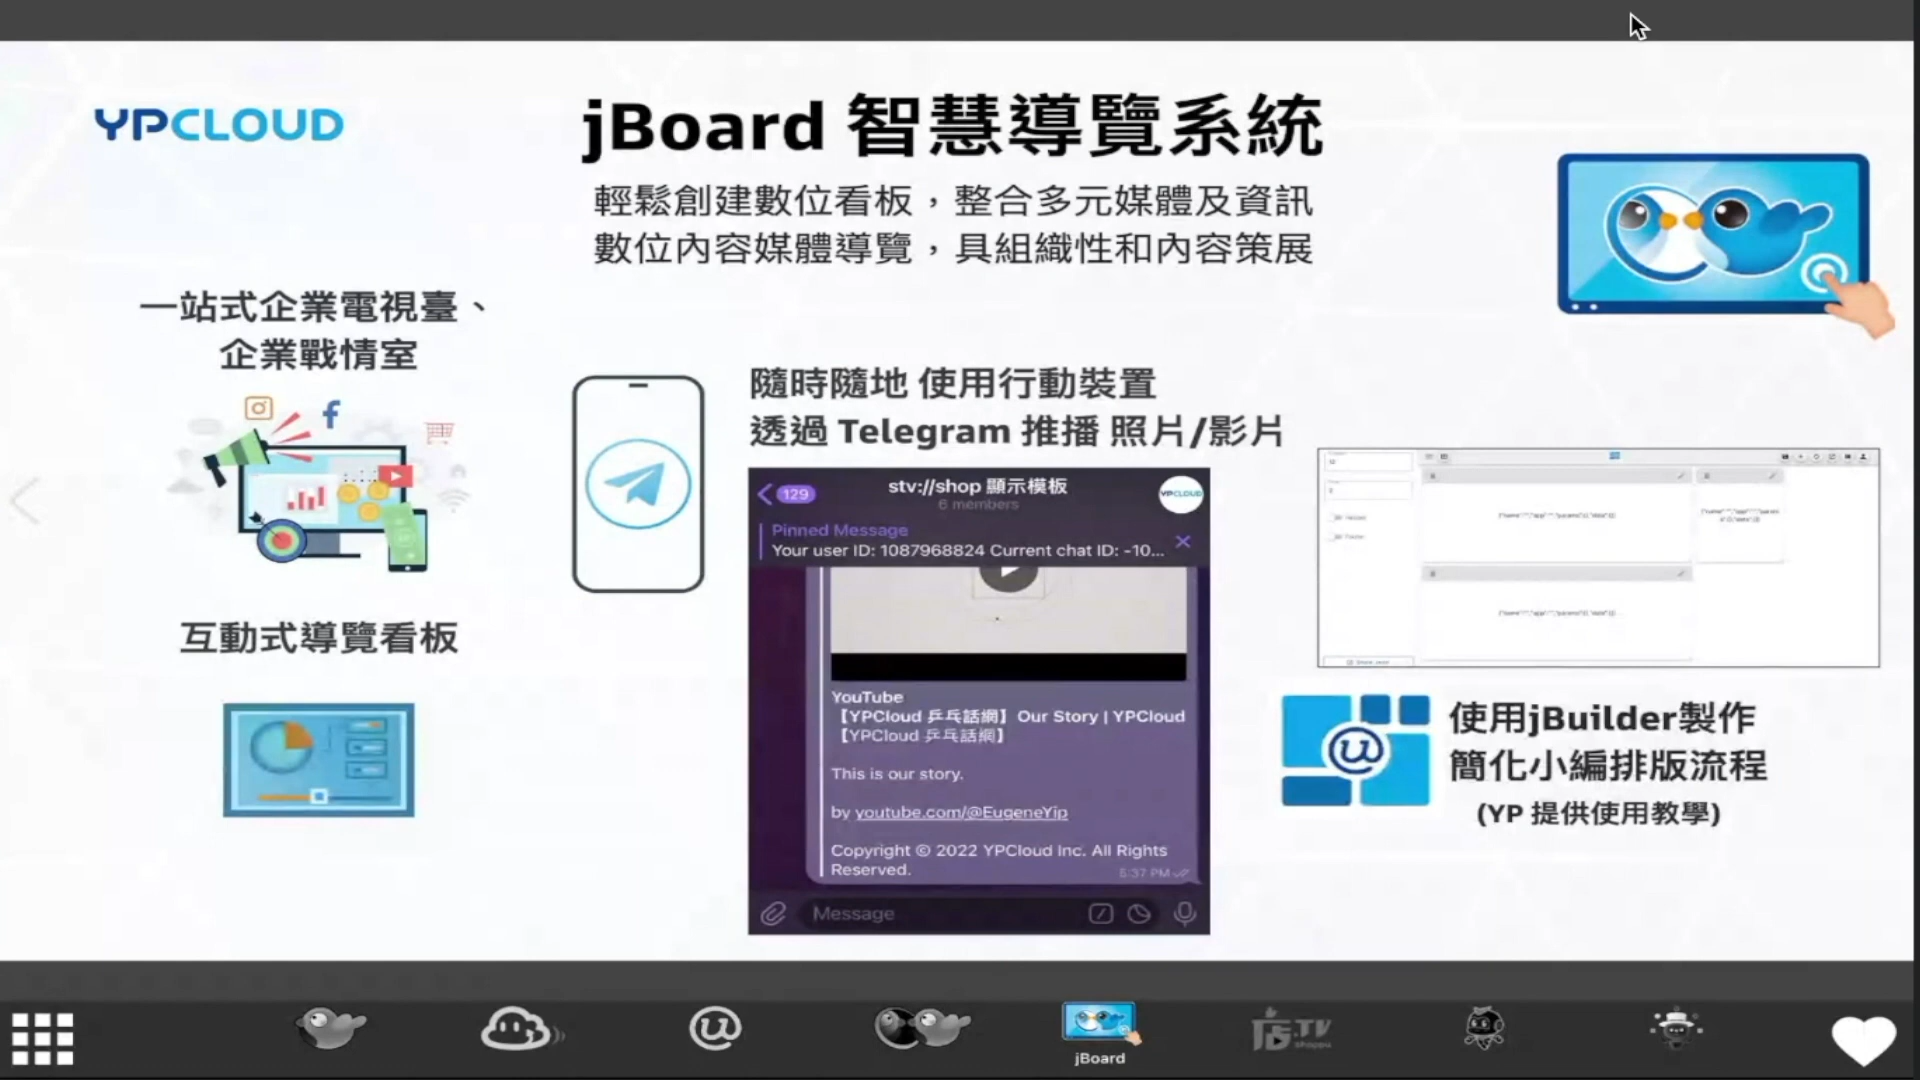 YPCLOUD
jBoard 智慧導覽系統
輕鬆創建數位看板，整合多元媒體及資訊
數位內容媒體導覽，具組織性和內容策展
一站式企業電視臺、
企業戰情室
互動式導覽看板
隨時隨地 使用行動裝置
透過 Telegram 推播 照片/影片
129
stv://shop 顯示模板
6 members
YPCLOUD
Pinned Message
Your user ID: 1087968824 Current chat ID: -10...
YouTube
【YPCloud 乒乓話網】Our Story | YPCloud
【YPCloud 乒乓話網】
This is our story.
by youtube.com/@EugeneYip
Copyright © 2022 YPCloud Inc. All Rights
Reserved.
5:37 PM
Message
使用jBuilder製作
簡化小編排版流程
(YP 提供使用教學)
店.TV
jBoard